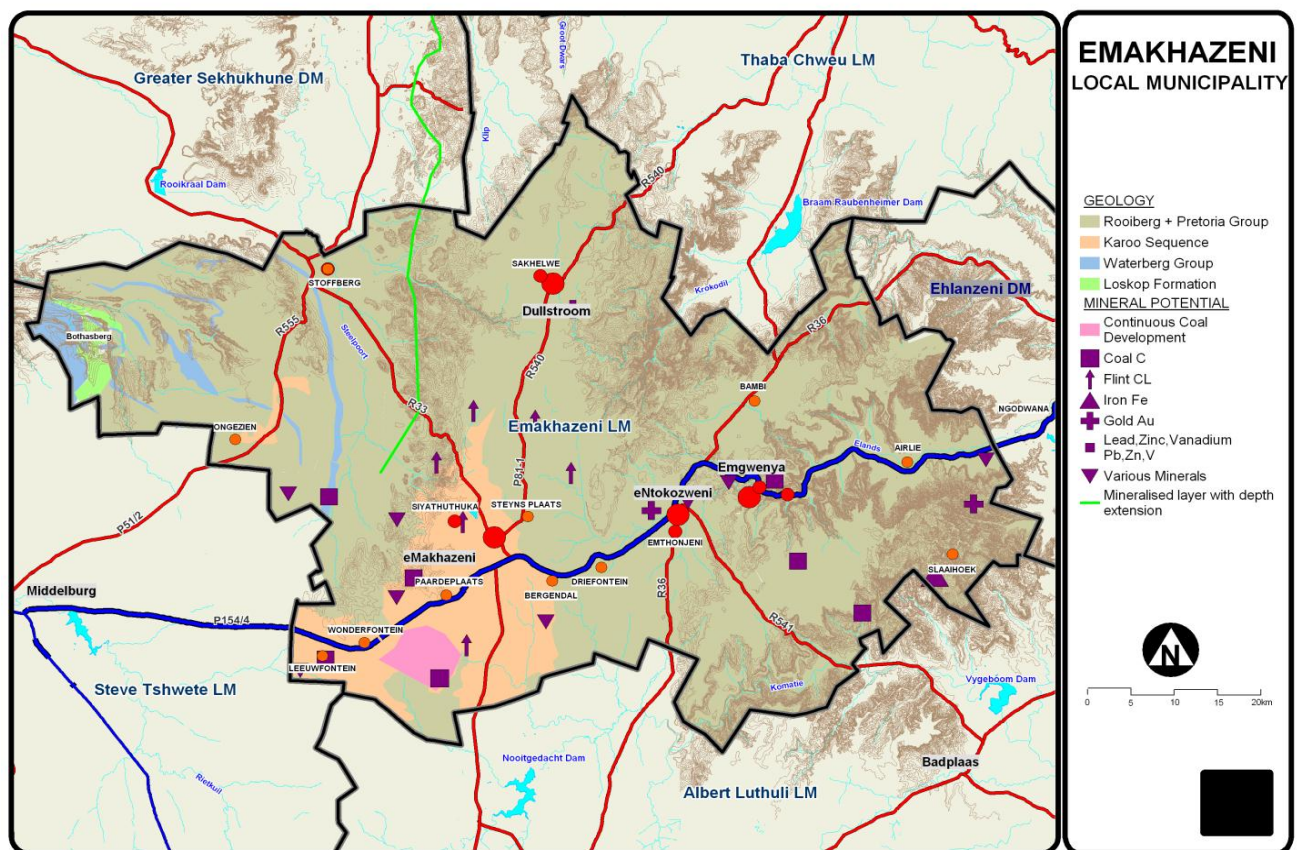 Greater Sekhukhune DM
Thaba Chweu LM
Groot Dwars
Klip
Rooikraal Dam
R540
Braam Raubenheimer Dam
SAKHELWE
STOFFBERG
Krokodil
Ehlanzeni DM
Dullstroom
R555
Steelpoort
Bothasberg
R36
R540
BAMBI
R33
NGODWANA
Emakhazeni LM
ONGEZIEN
Elands
AIRLIE
P81-1
Emgwenya
eNtokozweni
SIYATHUTHUKA
STEYNS PLAATS
P51/2
EMTHONJENI
eMakhazeni
SLAAIHOEK
DRIEFONTEIN
PAARDEPLAATS
BERGENDAL
R36
Middelburg
P154/4
R541
WONDERFONTEIN
LEEUWFONTEIN
Steve Tshwete LM
Komatie
Vygeboom Dam
Nooitgedacht Dam
Badplaas
Rietkuil
Albert Luthuli LM
EMAKHAZENI
LOCAL MUNICIPALITY
GEOLOGY
Rooiberg + Pretoria Group
Karoo Sequence
Waterberg Group
Loskop Formation
MINERAL POTENTIAL
Continuous Coal
Development
Coal C
Flint CL
Iron Fe
Gold Au
Lead,Zinc,Vanadium
Pb,Zn,V
Various Minerals
Mineralised layer with depth
extension
N
0 5 10 15 20km